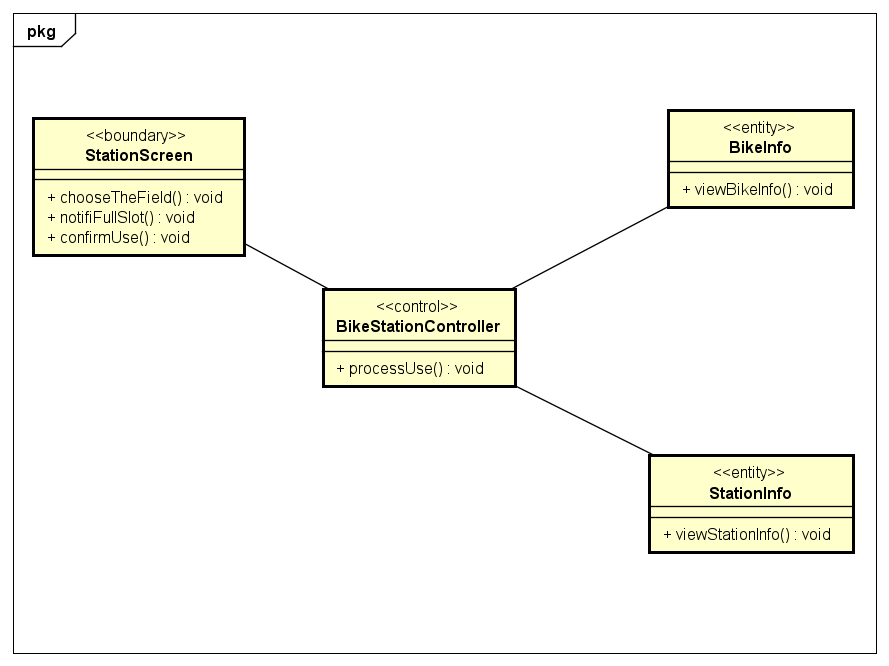 pkg
<<boundary>>
StationScreen
+ chooseTheField() : void
+ notifiFullSlot() : void
+ confirmUse() : void
<<entity>>
BikeInfo
+ viewBikeInfo() : void
<<control>>
BikeStationController
+ processUse() : void
<<entity>>
StationInfo
+ viewStationInfo() : void